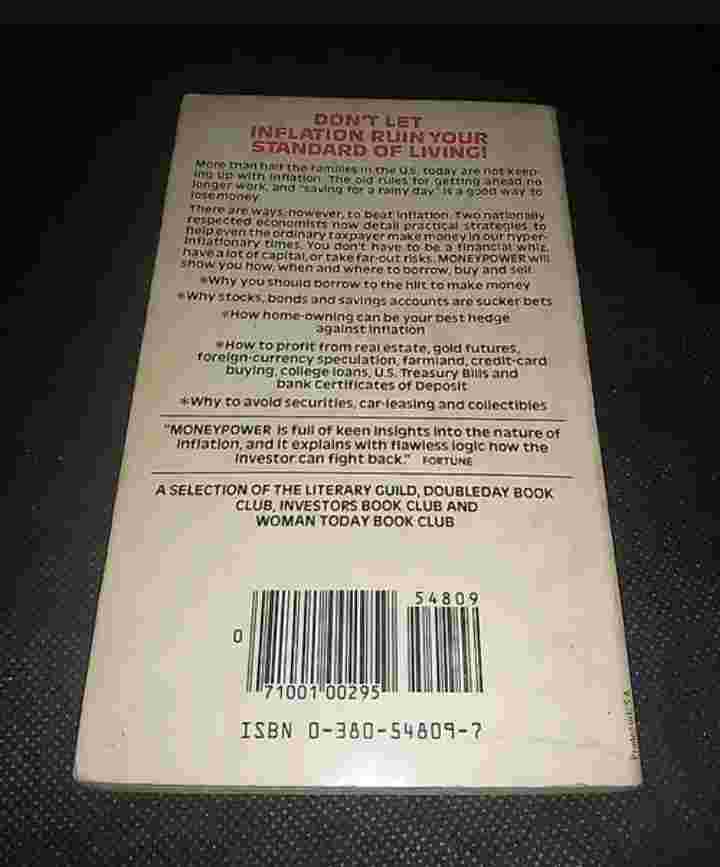 DON'T LET
INFLATION RUIN YOUR
STANDARD OF LIVING!
More than half the families in the U.S. today are not keep-
ing up with inflation. The old rules for getting ahead no
longer work, and "saving for a rainy day" is a good way to
lose money.
There are ways, however, to beat inflation. Two nationally
respected economists now detail practical strategies to
help even the ordinary taxpayer make money in our hyper-
inflationary times. You don't have to be a financial whiz,
have a lot of capital, or take far-out risks. MONEYPOWER will
show you how, when and where to borrow, buy and sell.
*Why you should borrow to the hilt to make money
*Why stocks, bonds and savings accounts are sucker bets
*How home-owning can be your best hedge
against inflation
*How to profit from real estate, gold futures,
foreign-currency speculation, farmland, credit-card
buying, college loans, U.S. Treasury Bills and
bank Certificates of Deposit
*Why to avoid securities, car-leasing and collectibles
"MONEYPOWER is full of keen insights into the nature of
inflation, and it explains with flawless logic how the
investor can fight back." FORTUNE
A SELECTION OF THE LITERARY GUILD, DOUBLEDAY BOOK
CLUB, INVESTORS BOOK CLUB AND
WOMAN TODAY BOOK CLUB
54809
0
71001 00295
ISBN 0-380-54809-7